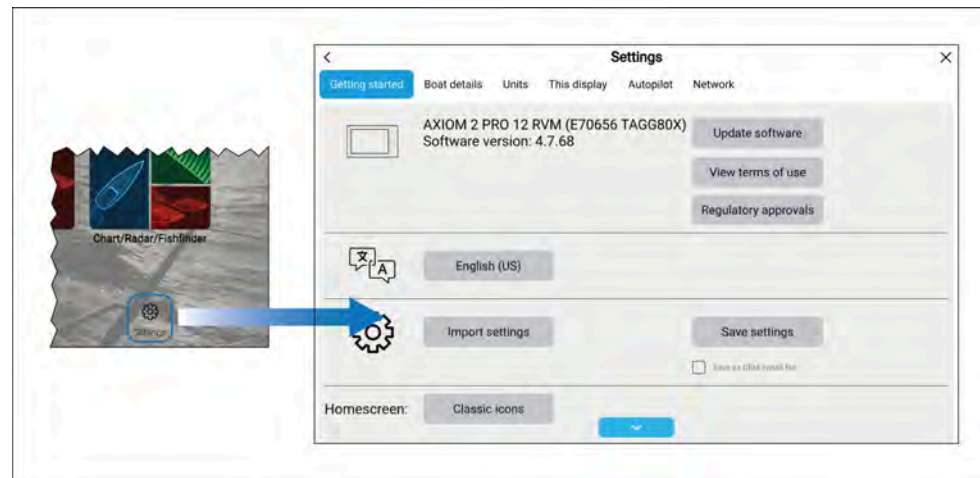 Settings
Getting started Boat details Units This display Autopilot Network
AXIOM 2 PRO 12 RVM (E70656 TAGG80X)
Software version: 4.7.68
Update software
View terms of use
Regulatory approvals
Chart/Radar/Fishfinder
Settings
文 A
English (US)
Import settings
Save settings
Homescreen:
Classic icons